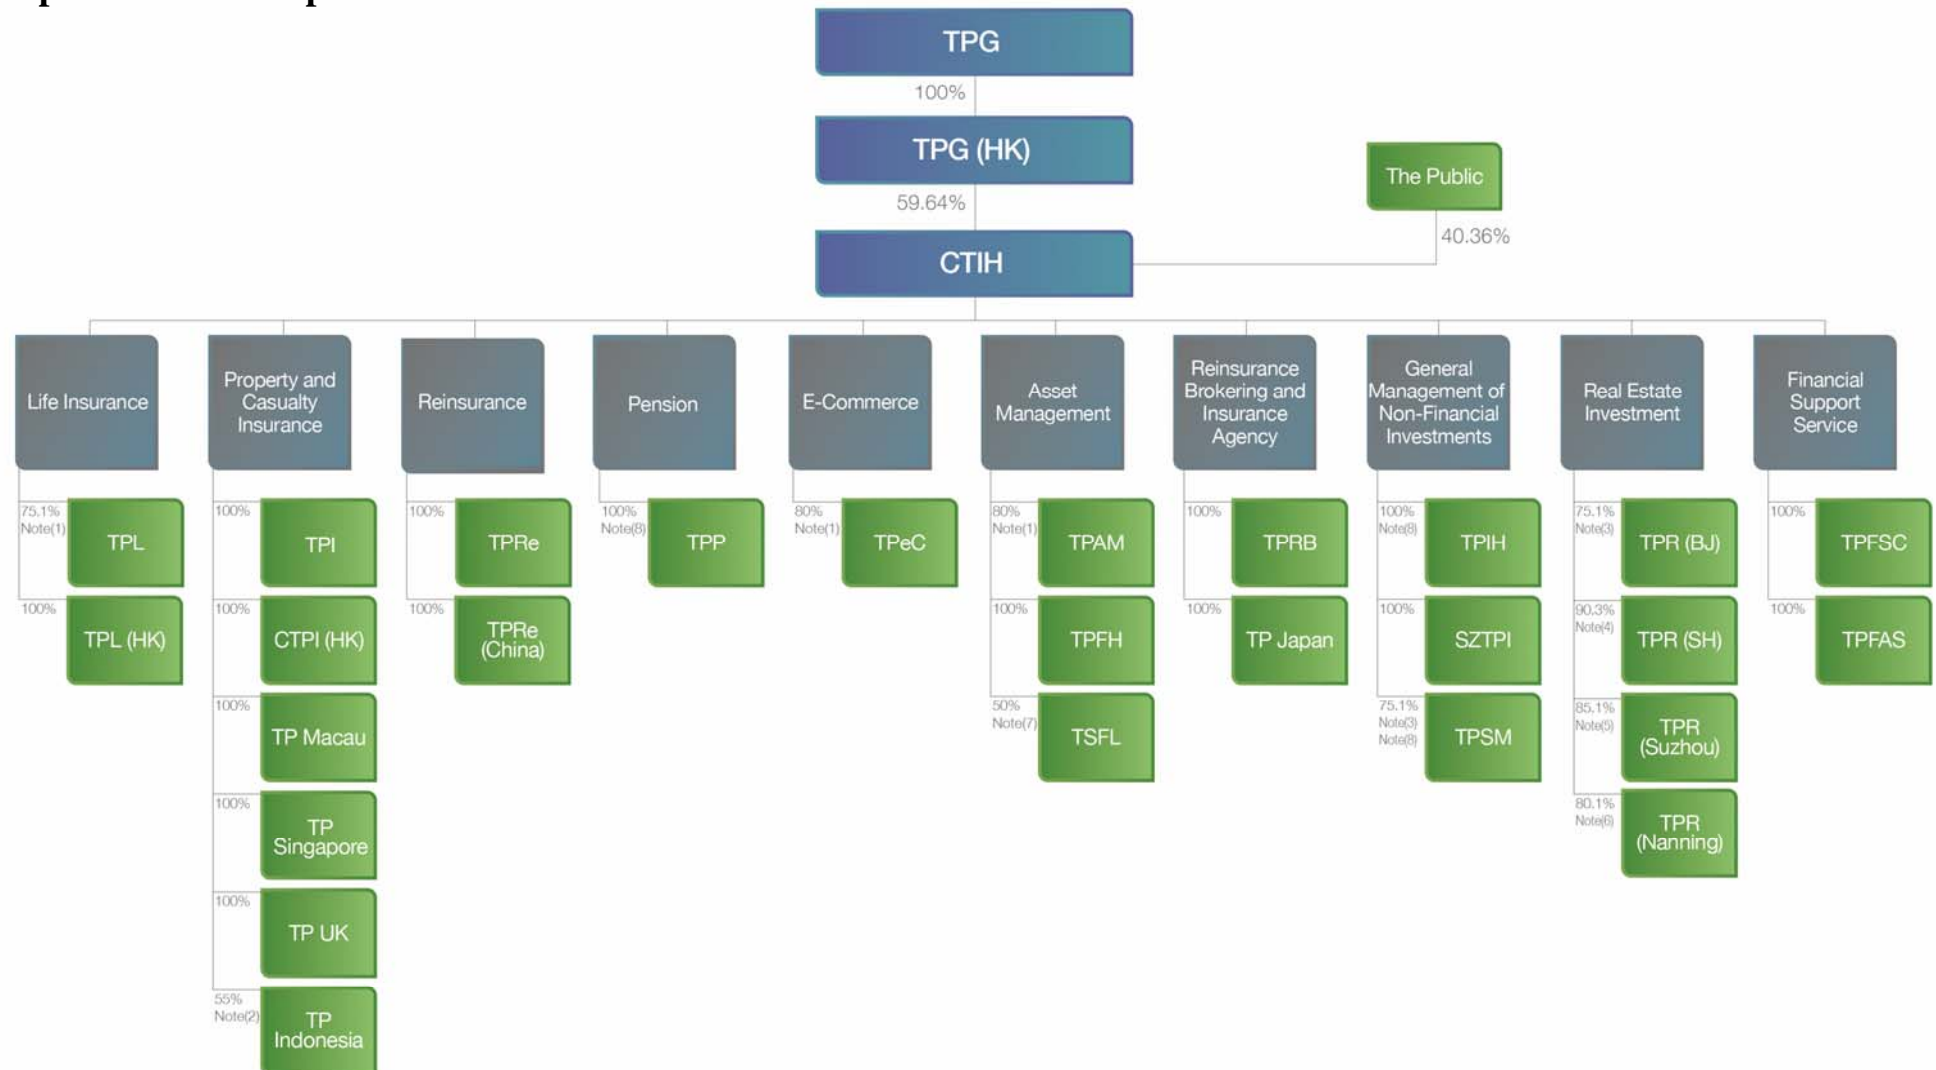 TPG
100%
TPG (HK)
59.64%
The Public
40.36%
CTIH
Life Insurance
75.1%
Note(1)
TPL
100%
TPL (HK)
Property and
Casualty
Insurance
100%
TPI
100%
CTPI (HK)
100%
TP Macau
100%
TP
Singapore
100%
TP UK
55%
Note(2)
TP
Indonesia
Reinsurance
100%
TPRe
100%
TPRe
(China)
Pension
100%
Note(8)
TPP
E-Commerce
80%
Note(1)
TPeC
Asset
Management
80%
Note(1)
TPAM
100%
TPFH
50%
Note(7)
TSFL
Reinsurance
Brokering and
Insurance
Agency
100%
TPRB
100%
TP Japan
General
Management of
Non-Financial
Investments
100%
Note(8)
TPIH
100%
SZTPI
75.1%
Note(3)
Note(8)
TPSM
Real Estate
Investment
75.1%
Note(3)
TPR (BJ)
90.3%
Note(4)
TPR (SH)
85.1%
Note(5)
TPR
(Suzhou)
80.1%
Note(6)
TPR
(Nanning)
Financial
Support
Service
100%
TPFSC
100%
TPFAS